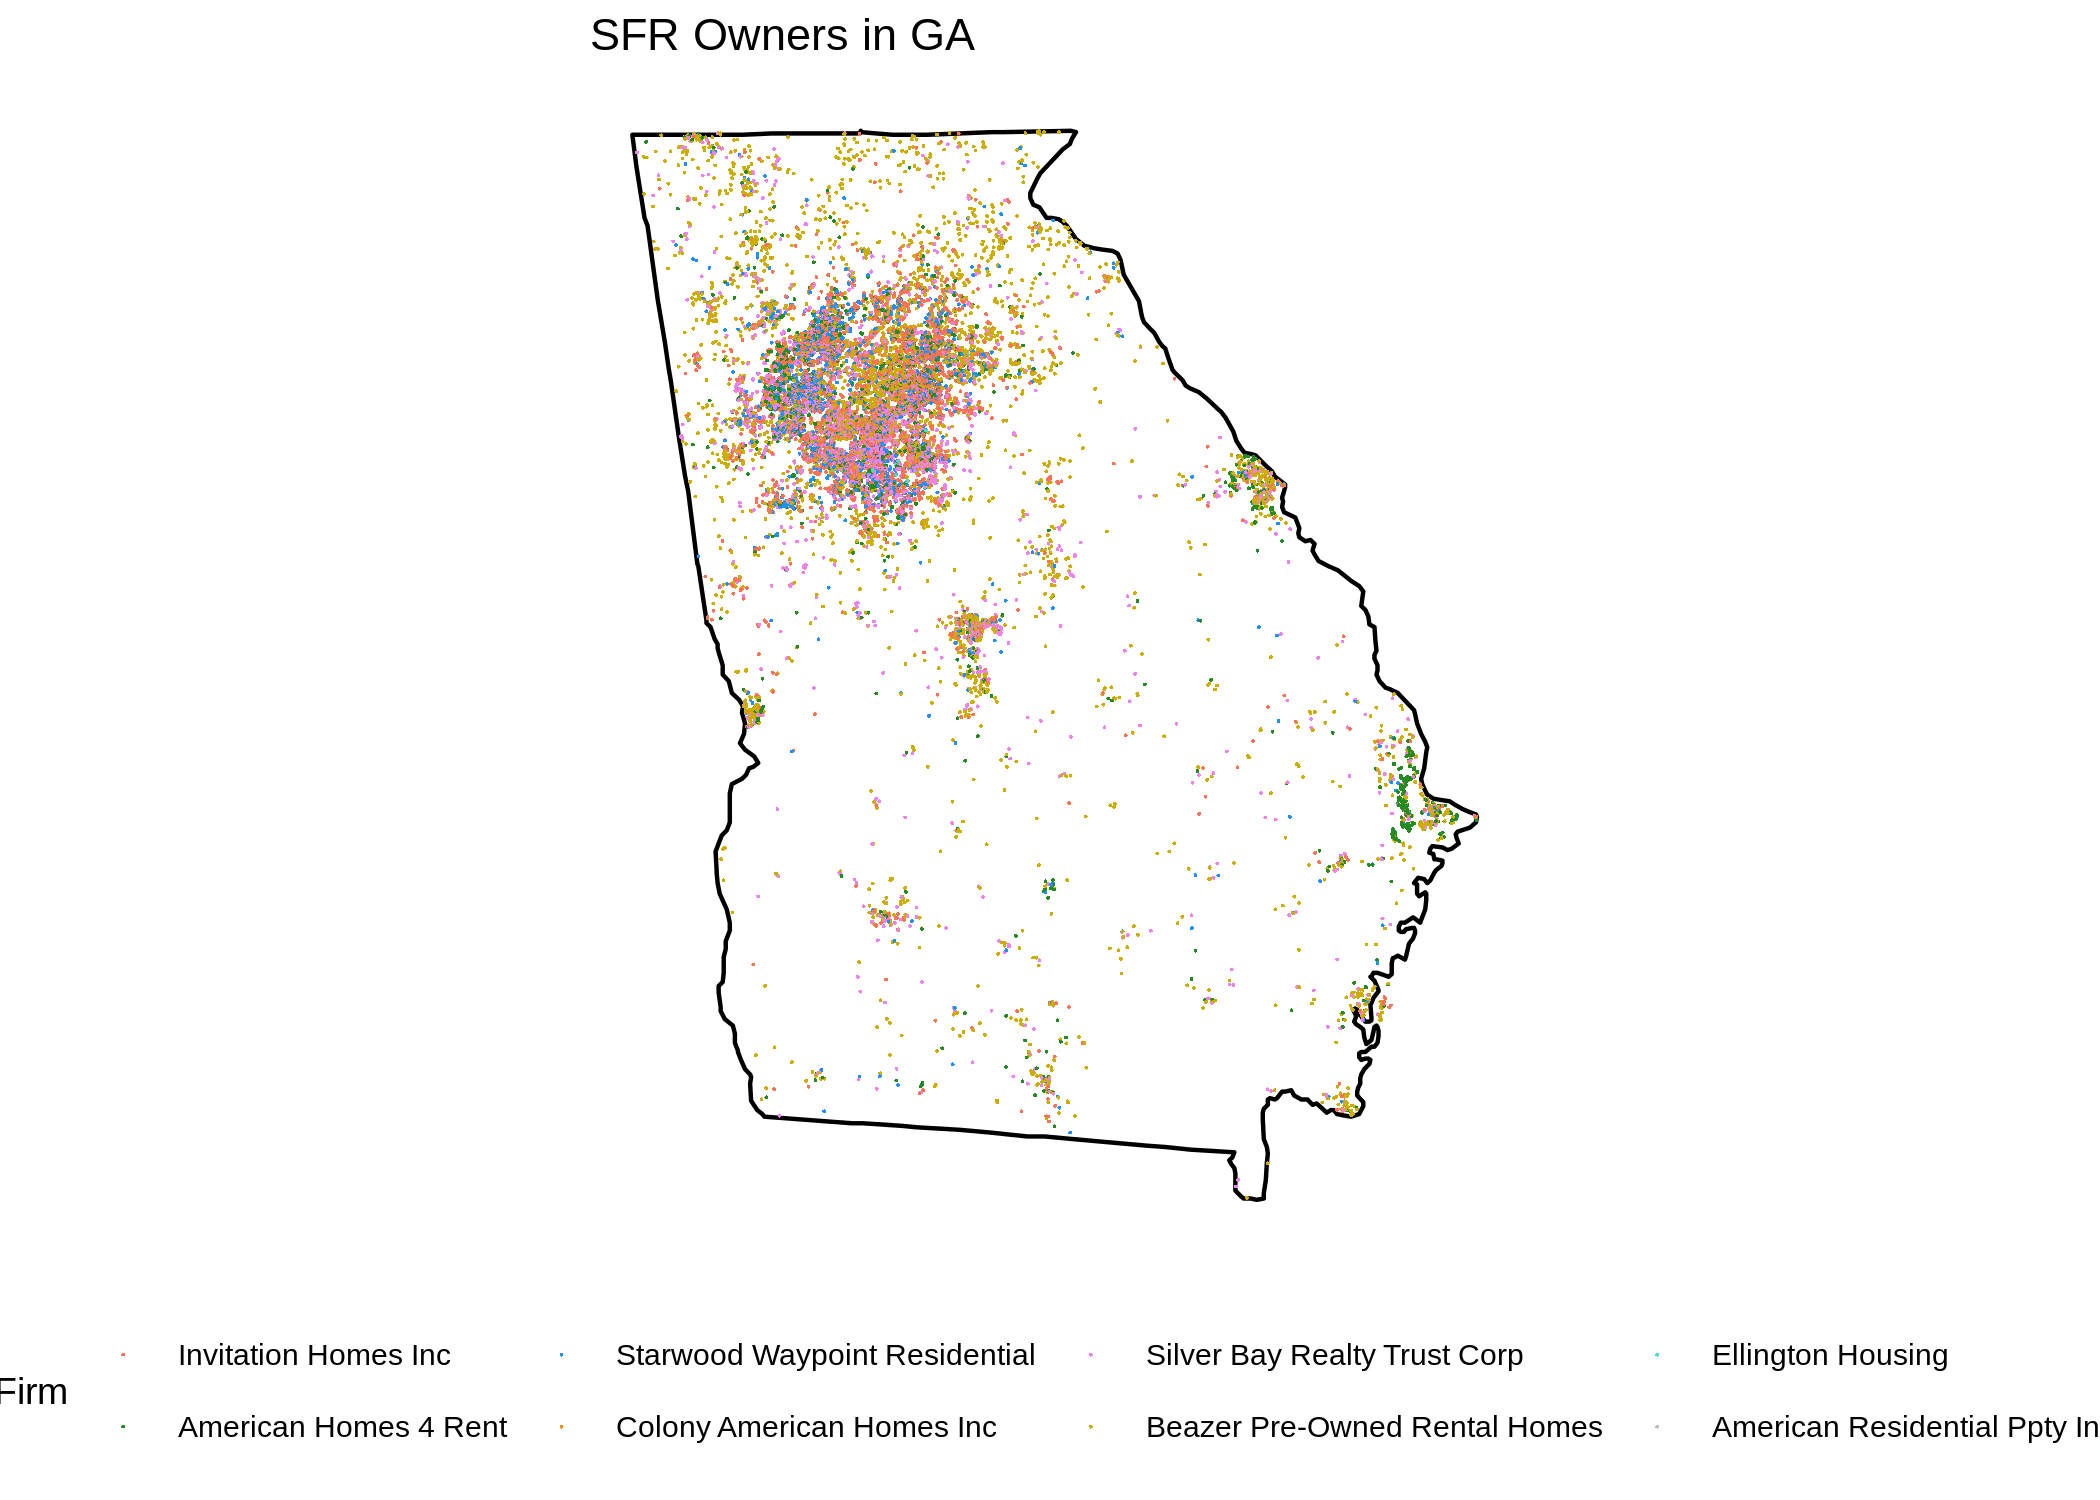 SFR Owners in GA
Invitation Homes Inc
Starwood Waypoint Residential
Silver Bay Realty Trust Corp
Ellington Housing
Firm
American Homes 4 Rent
Colony American Homes Inc
Beazer Pre-Owned Rental Homes
American Residential Ppty In